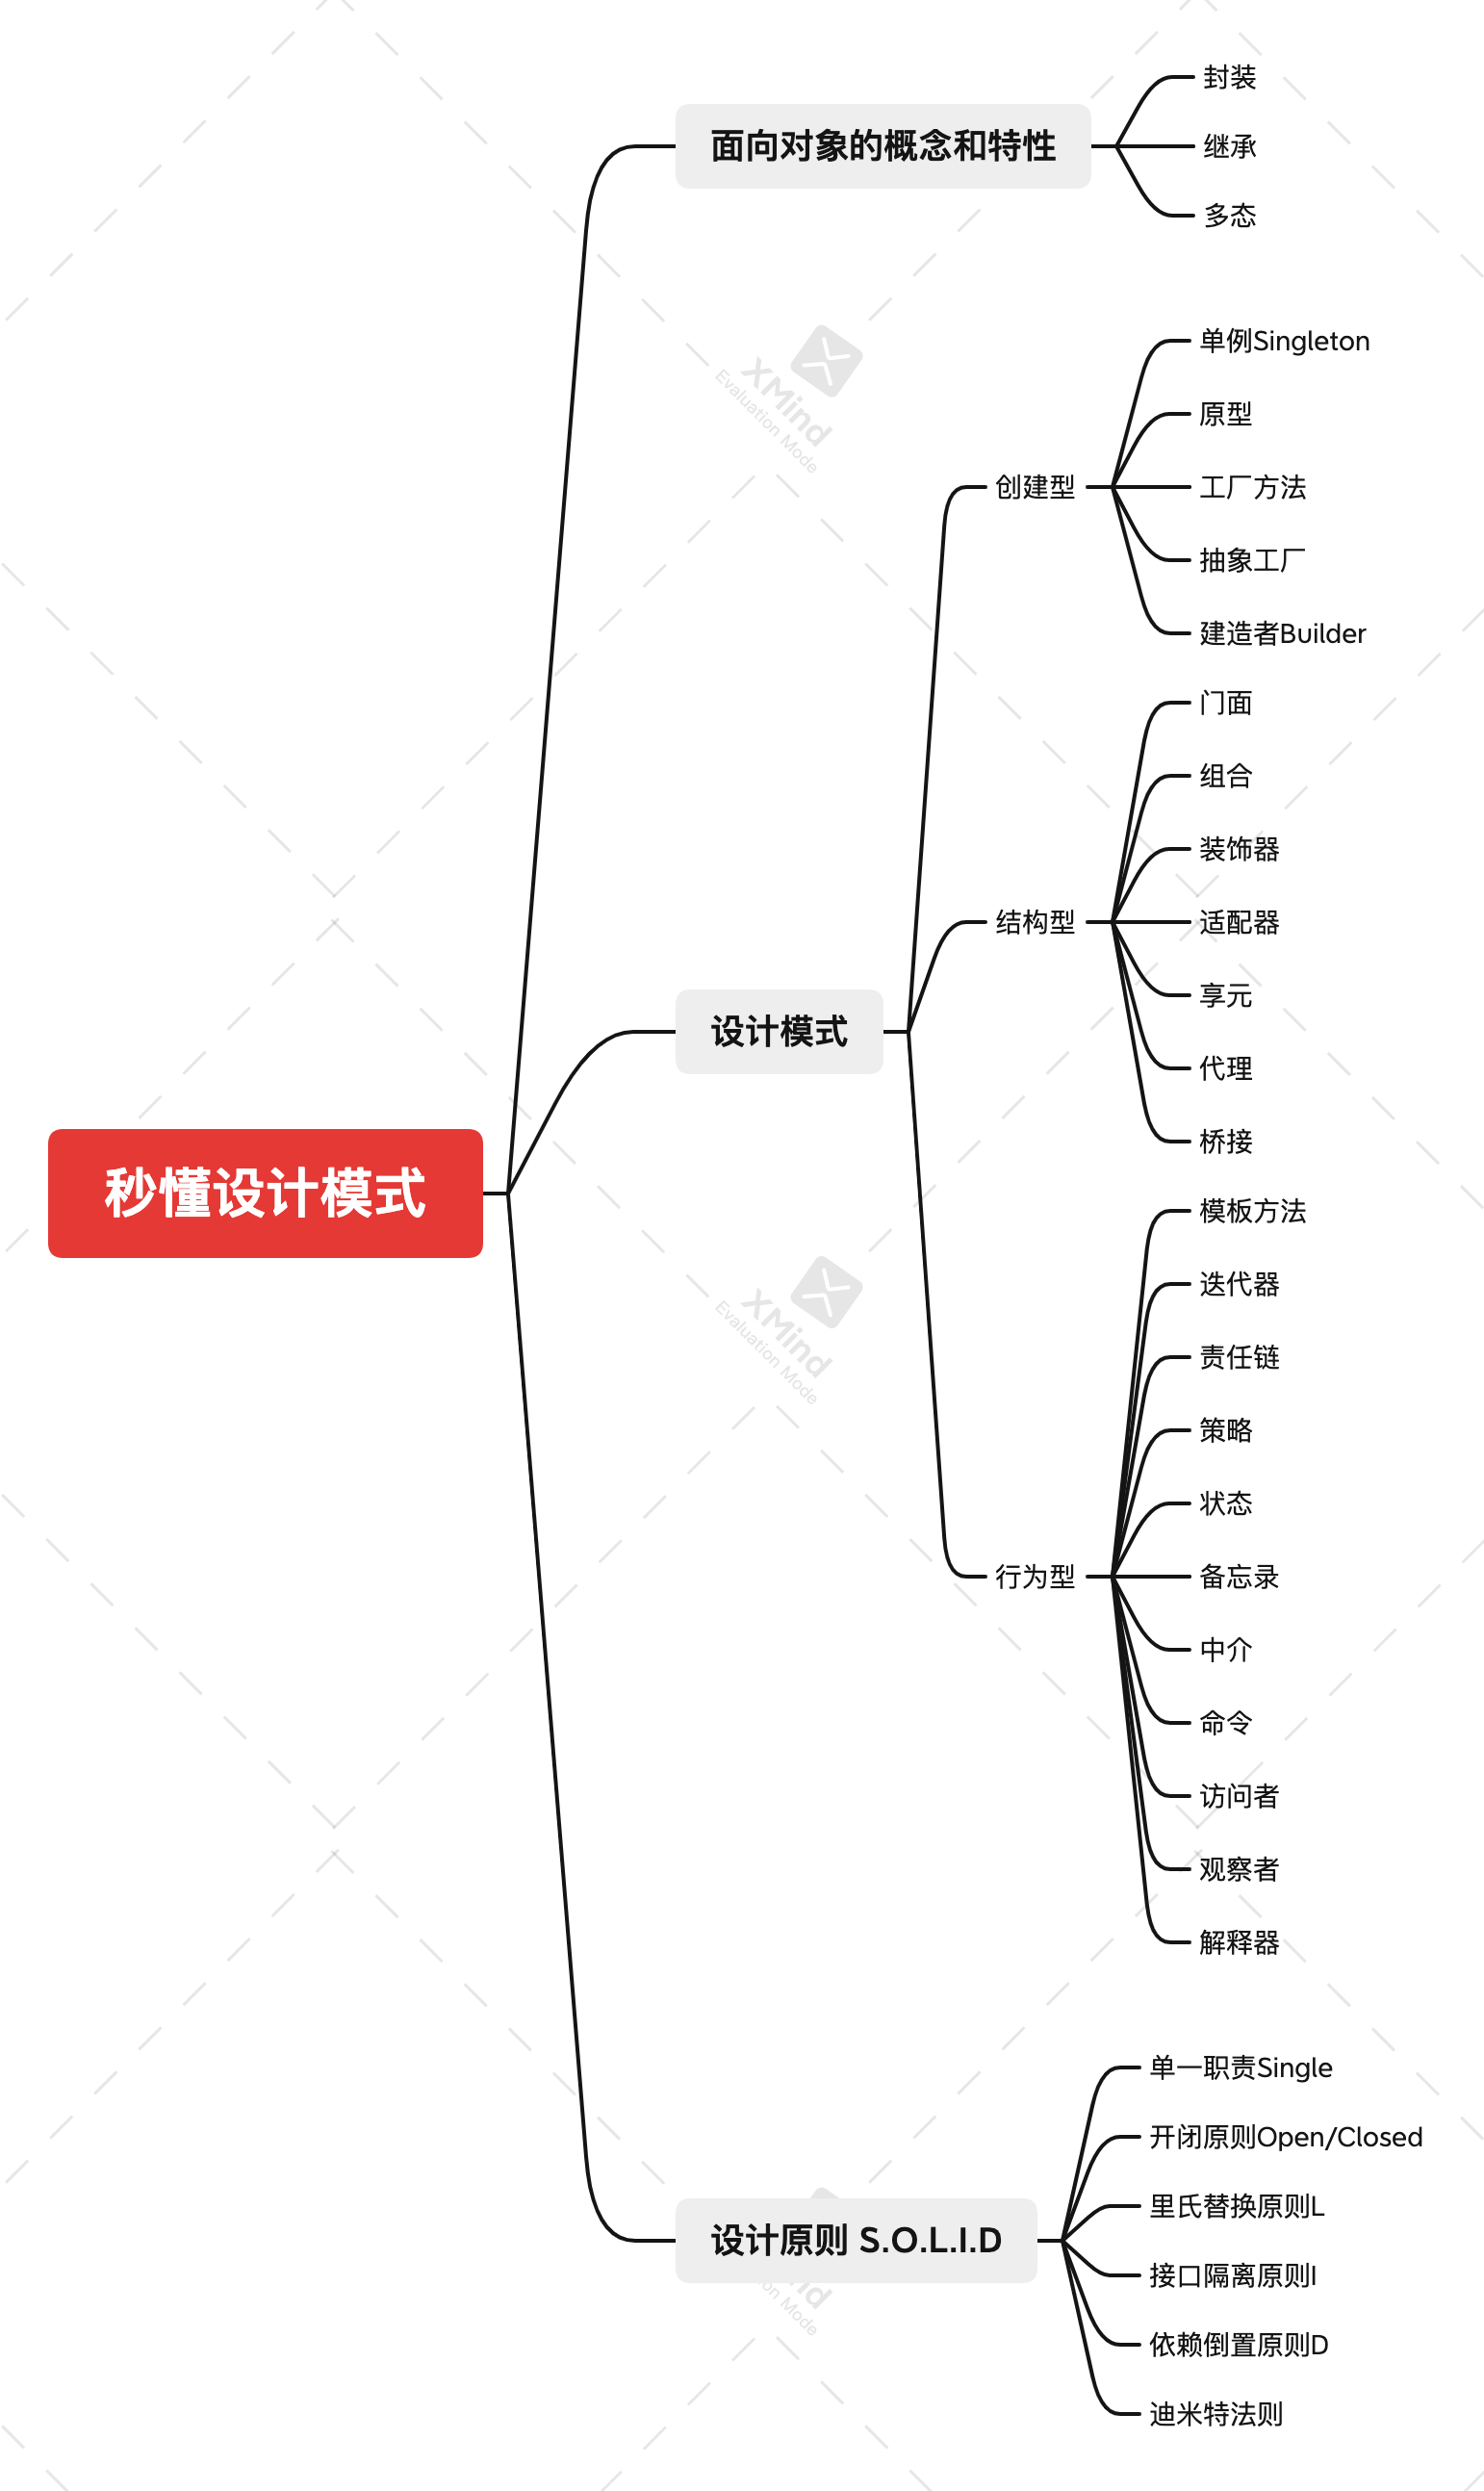 封装
面向对象的概念和特性
继承
多态
单例Singleton
原型
创建型
工厂方法
抽象工厂
建造者Builder
门面
组合
装饰器
结构型
适配器
享元
设计模式
代理
桥接
秒懂设计模式
模板方法
迭代器
责任链
策略
状态
行为型
备忘录
中介
命令
访问者
观察者
解释器
单一职责Single
开闭原则Open/Closed
里氏替换原则L
设计原则 S.O.L.I.D
接口隔离原则I
依赖倒置原则D
迪米特法则
XMind
Evaluation Mode
XMind
Evaluation Mode